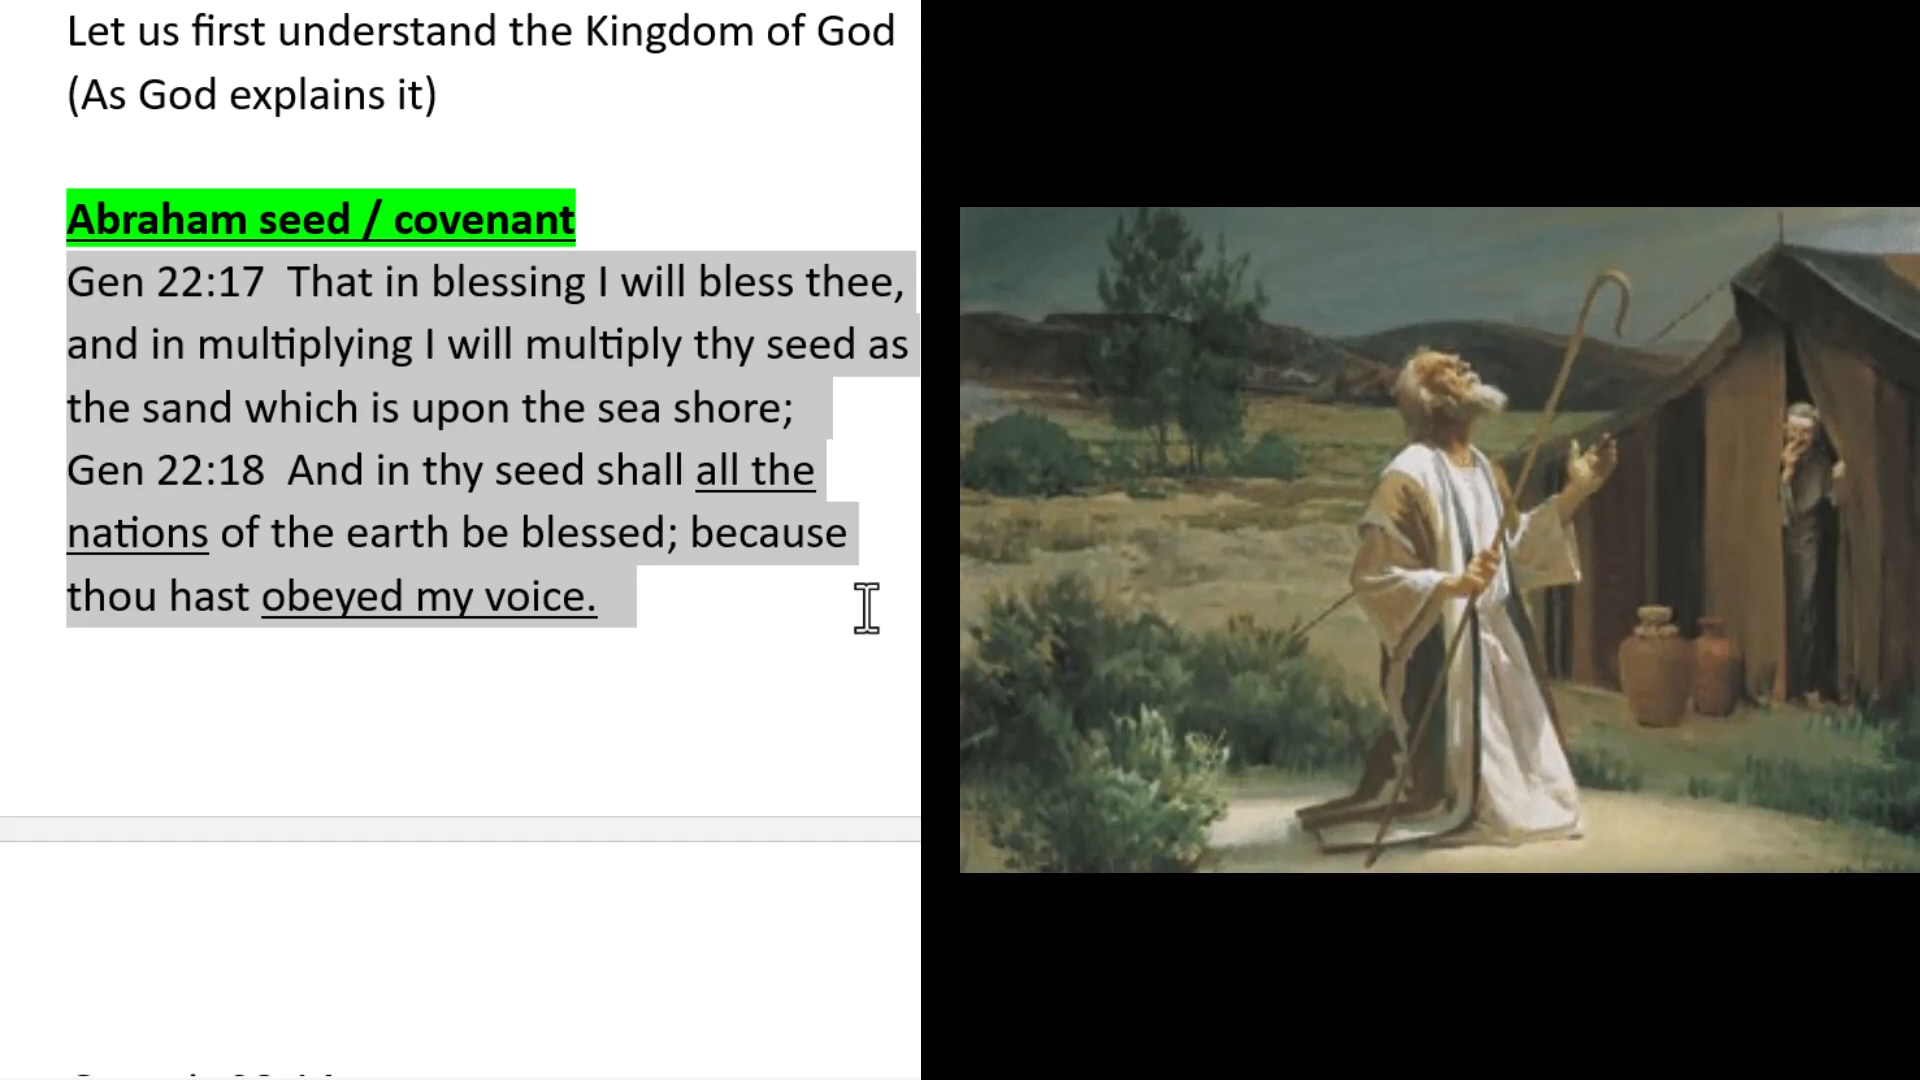 Let us first understand the Kingdom of God
(As God explains it)
Abraham seed / covenant
Gen 22:17  That in blessing I will bless thee,
and in multiplying I will multiply thy seed as
the sand which is upon the sea shore;
Gen 22:18  And in thy seed shall all the
nations of the earth be blessed; because
thou hast obeyed my voice.